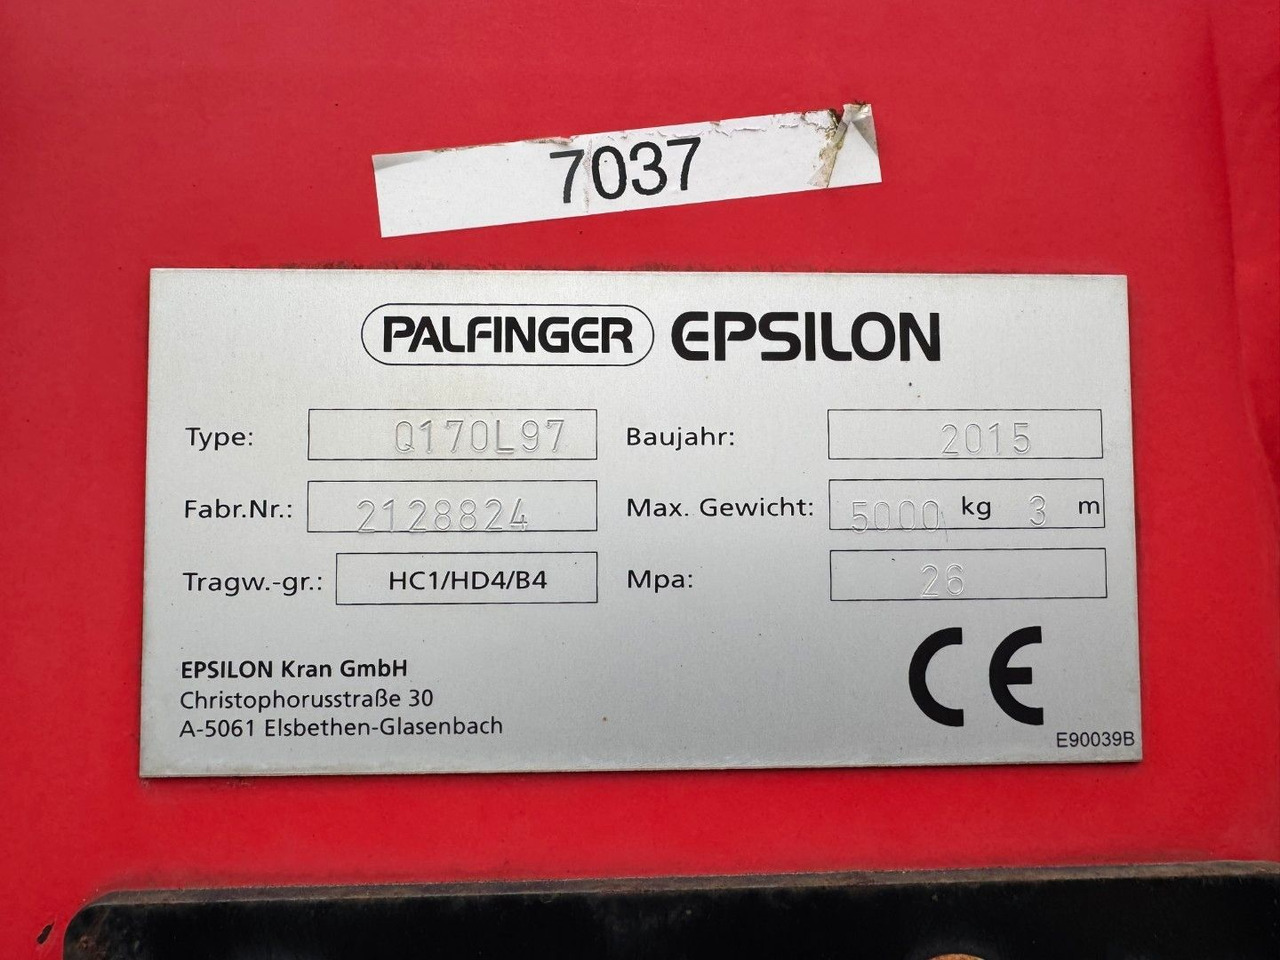 7037
PALFINGER EPSILON
Type: Q170L97 Baujahr: 2015
Fabr.Nr.: 2128824 Max. Gewicht: 5000 kg 3 m
Tragw.-gr.: HC1/HD4/B4 Mpa: 26
EPSILON Kran GmbH
Christophorusstraße 30
A-5061 Elsbethen-Glasenbach
CE
E90039B